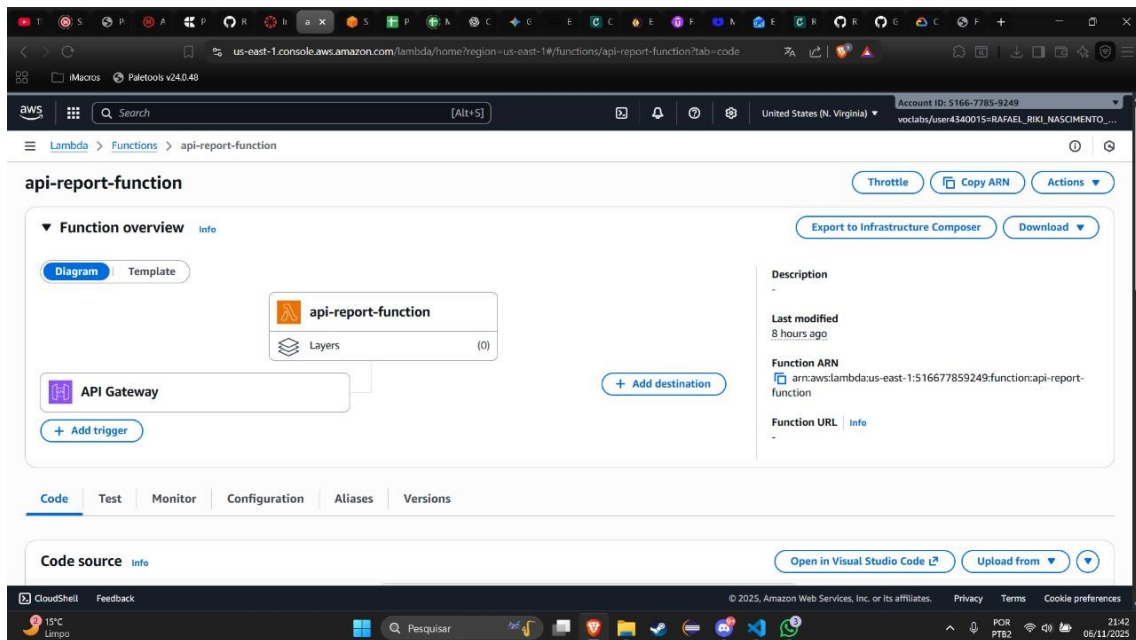 us-east-1.console.aws.amazon.com/lambda/home?region=us-east-1#/functions/api-report-function?tab=code
iMacros Paletools v24.0.48
aws Search [Alt+S] United States (N. Virginia) Account ID: 5166-7785-9249
voclabs/user4340015=RAFAEL_RIKI_NASCIMENTO_...
Lambda > Functions > api-report-function
api-report-function Throttle Copy ARN Actions
Function overview Info Export to Infrastructure Composer Download
Diagram Template
Description
-
api-report-function
Last modified
8 hours ago
Layers (0)
Function ARN
arn:aws:lambda:us-east-1:516677859249:function:api-report-
function
API Gateway
+ Add destination
Function URL Info
-
+ Add trigger
Code Test Monitor Configuration Aliases Versions
Code source Info Open in Visual Studio Code Upload from
CloudShell Feedback © 2025, Amazon Web Services, Inc. or its affiliates. Privacy Terms Cookie preferences
15°C
Limpo
Pesquisar
POR
PTB2
21:42
06/11/2025